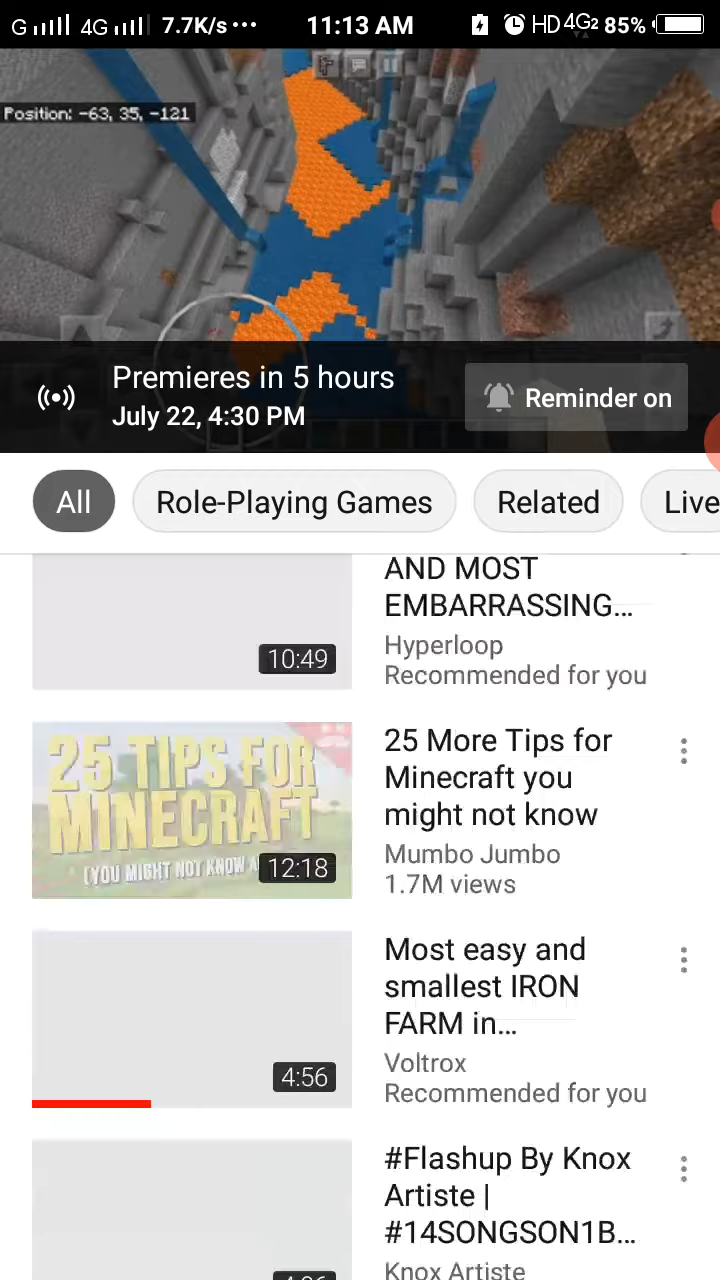 G 4G 7.7K/s ••• 11:13 AM HD 4G2 85%
Position: -63, 35, -121
Premieres in 5 hours
July 22, 4:30 PM
Reminder on
All
Role-Playing Games
Related
Live
AND MOST
EMBARRASSING...
Hyperloop
Recommended for you
10:49
25 TIPS FOR
MINECRAFT
(YOU MIGHT NOT KNOW A
12:18
25 More Tips for
Minecraft you
might not know
Mumbo Jumbo
1.7M views
4:56
Most easy and
smallest IRON
FARM in...
Voltrox
Recommended for you
#Flashup By Knox
Artiste |
#14SONGSON1B...
Knox Artiste